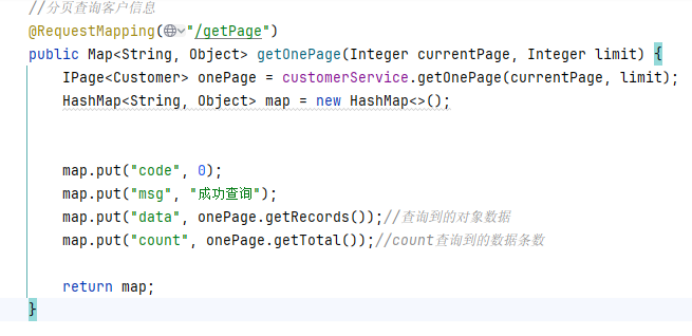 //分页查询客户信息
@RequestMapping("/getPage")
public Map<String, Object> getOnePage(Integer currentPage, Integer limit) {
IPage<Customer> onePage = customerService.getOnePage(currentPage, limit);
HashMap<String, Object> map = new HashMap<>();
map.put("code", 0);
map.put("msg", "成功查询");
map.put("data", onePage.getRecords());//查询到的对象数据
map.put("count", onePage.getTotal());//count查询到的数据条数
return map;
}